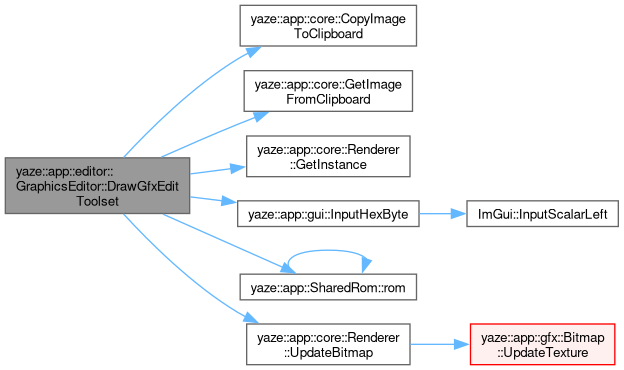 yaze::app::core::CopyImage
ToClipboard
yaze::app::core::GetImage
FromClipboard
yaze::app::core::Renderer
::GetInstance
yaze::app::editor::
GraphicsEditor::DrawGfxEdit
Toolset
yaze::app::gui::InputHexByte
ImGui::InputScalarLeft
yaze::app::SharedRom::rom
yaze::app::core::Renderer
::UpdateBitmap
yaze::app::gfx::Bitmap
::UpdateTexture